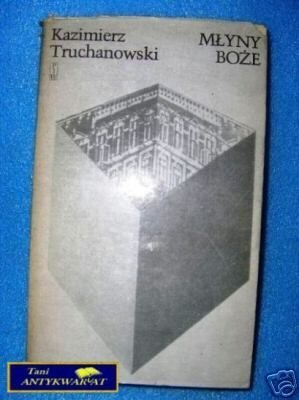 Kazimierz
Truchanowski
MŁYNY
BOŻE
Tani
ANTYKWARIAT